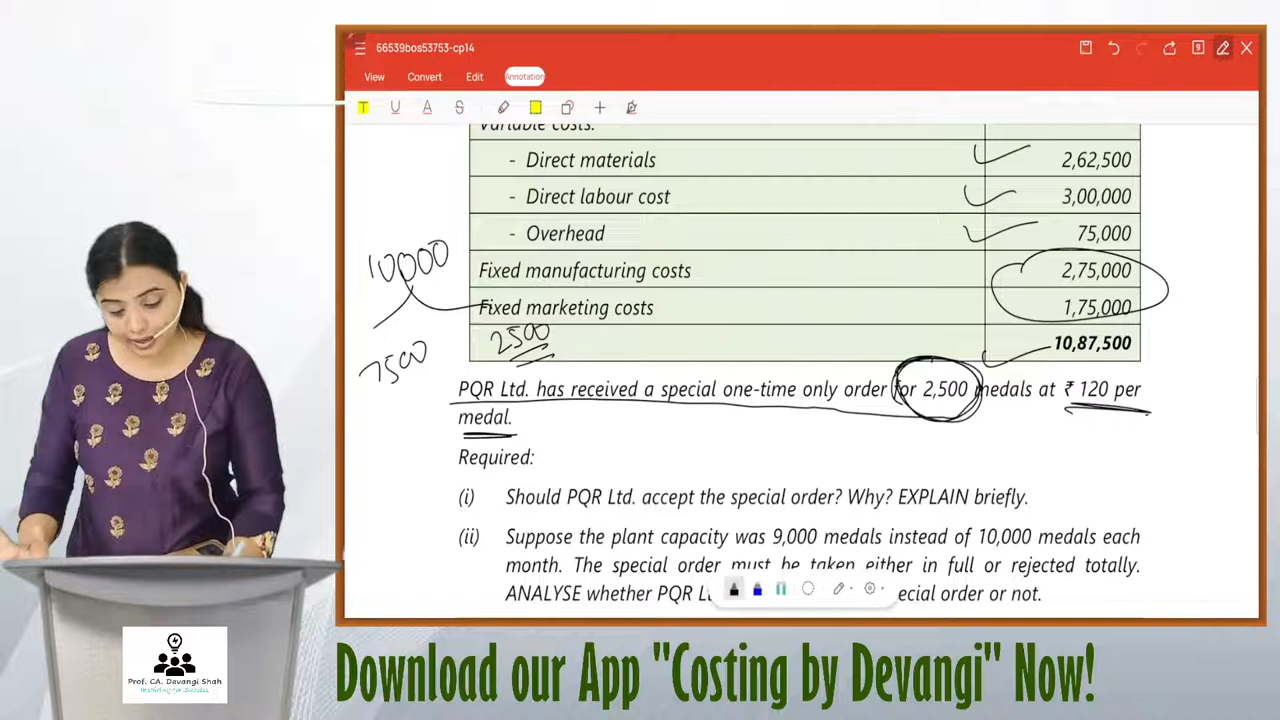 66539bos53753-cp14
View Convert Edit Annotation
T U A S
Variable costs:
- Direct materials 2,62,500
- Direct labour cost 3,00,000
- Overhead 75,000
10000
Fixed manufacturing costs 2,75,000
Fixed marketing costs 1,75,000
7500 2500
10,87,500
PQR Ltd. has received a special one-time only order for 2,500 medals at ₹ 120 per
medal.
Required:
(i) Should PQR Ltd. accept the special order? Why? EXPLAIN briefly.
(ii) Suppose the plant capacity was 9,000 medals instead of 10,000 medals each
month. The special order must be taken either in full or rejected totally.
ANALYSE whether PQR ecial order or not.
Prof. CA. Devangi Shah
Inspiring For Success
Download our App "Costing by Devangi" Now!